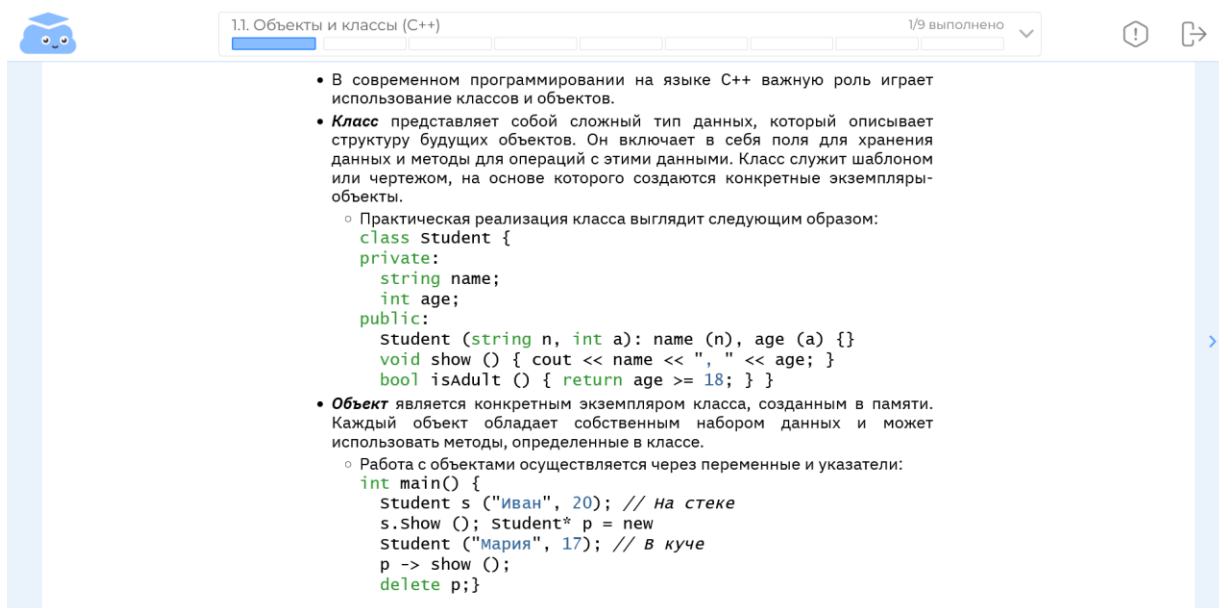 1.1. Объекты и классы (C++)
1/9 выполнено
• В современном программировании на языке C++ важную роль играет
использование классов и объектов.
• Класс представляет собой сложный тип данных, который описывает
структуру будущих объектов. Он включает в себя поля для хранения
данных и методы для операций с этими данными. Класс служит шаблоном
или чертежом, на основе которого создаются конкретные экземпляры-
объекты.
◦ Практическая реализация класса выглядит следующим образом:
class Student {
private:
string name;
int age;
public:
Student (string n, int a): name (n), age (a) {}
void show () { cout << name << ", " << age; }
bool isAdult () { return age >= 18; } }
• Объект является конкретным экземпляром класса, созданным в памяти.
Каждый объект обладает собственным набором данных и может
использовать методы, определенные в классе.
◦ Работа с объектами осуществляется через переменные и указатели:
int main() {
Student s ("Иван", 20); // На стеке
s.Show (); Student* p = new
Student ("Мария", 17); // В куче
p -> show ();
delete p;}